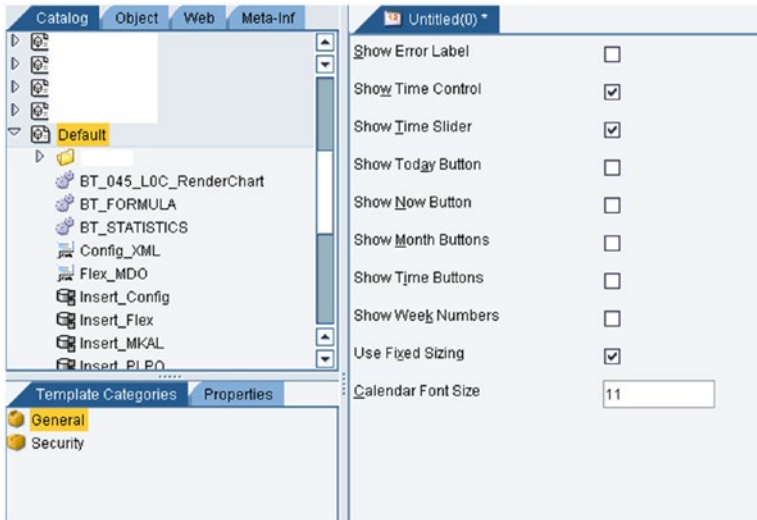 Catalog
Object
Web
Meta-Inf
Default
BT_045_L0C_RenderChart
BT_FORMULA
BT_STATISTICS
Config_XML
Flex_MDO
Insert_Config
Insert_Flex
Insert_MKAL
Insert_PLPO
Template Categories
Properties
General
Security
Untitled(0) *
Show Error Label
Show Time Control
Show Time Slider
Show Today Button
Show Now Button
Show Month Buttons
Show Time Buttons
Show Week Numbers
Use Fixed Sizing
Calendar Font Size
11